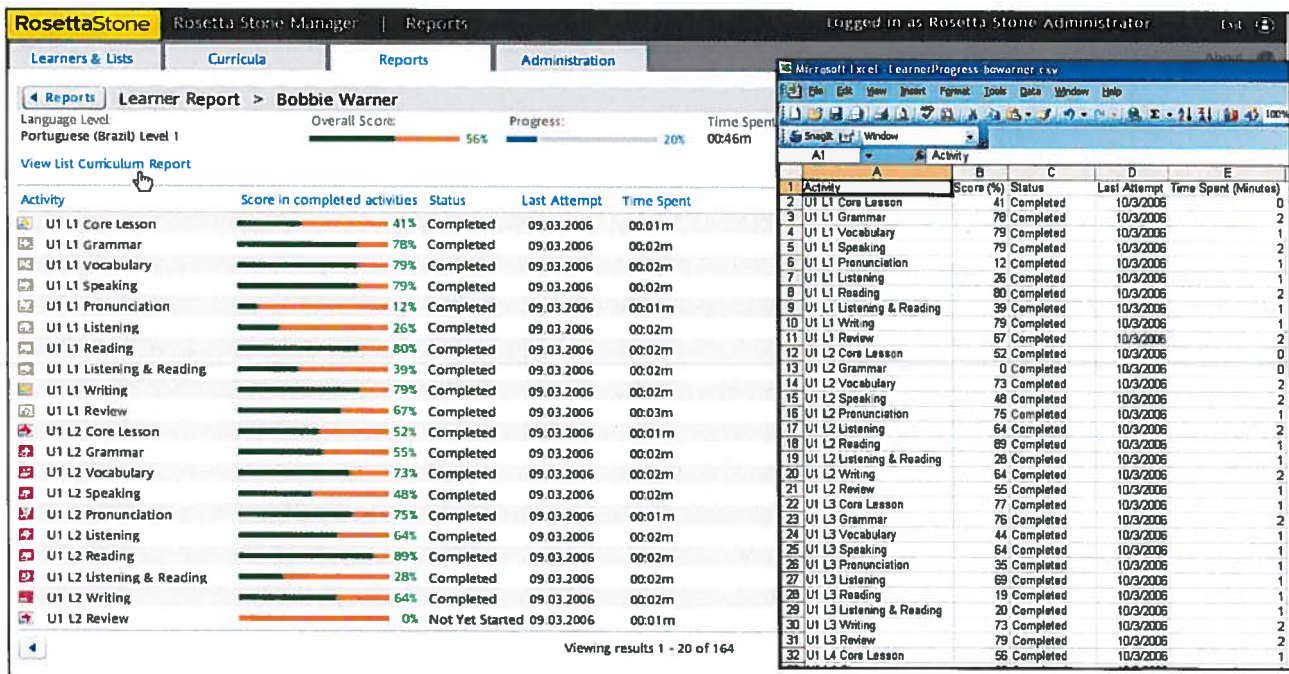 RosettaStone Rosetta Stone Manager | Reports Logged in as Rosetta Stone Administrator Exit
About
Learners & Lists Curricula Reports Administration
Reports Learner Report > Bobbie Warner
Language Level: Overall Score: Progress: Time Spent
Portuguese (Brazil) Level 1 56% 20% 00:46m
View List Curriculum Report
Activity Score in completed activities Status Last Attempt Time Spent
U1 L1 Core Lesson 41% Completed 09.03.2006 00:01m
U1 L1 Grammar 78% Completed 09.03.2006 00:02m
U1 L1 Vocabulary 79% Completed 09.03.2006 00:02m
U1 L1 Speaking 79% Completed 09.03.2006 00:02m
U1 L1 Pronunciation 12% Completed 09.03.2006 00:01m
U1 L1 Listening 26% Completed 09.03.2006 00:02m
U1 L1 Reading 80% Completed 09.03.2006 00:02m
U1 L1 Listening & Reading 39% Completed 09.03.2006 00:02m
U1 L1 Writing 79% Completed 09.03.2006 00:02m
U1 L1 Review 67% Completed 09.03.2006 00:03m
U1 L2 Core Lesson 52% Completed 09.03.2006 00:01m
U1 L2 Grammar 55% Completed 09.03.2006 00:02m
U1 L2 Vocabulary 73% Completed 09.03.2006 00:02m
U1 L2 Speaking 48% Completed 09.03.2006 00:02m
U1 L2 Pronunciation 75% Completed 09.03.2006 00:01m
U1 L2 Listening 64% Completed 09.03.2006 00:02m
U1 L2 Reading 89% Completed 09.03.2006 00:02m
U1 L2 Listening & Reading 28% Completed 09.03.2006 00:02m
U1 L2 Writing 64% Completed 09.03.2006 00:02m
U1 L2 Review 0% Not Yet Started 09.03.2006 00:01m
Viewing results 1 - 20 of 164
Microsoft Excel - LearnerProgress-bowarner.csv
File Edit View Insert Format Tools Data Window Help
100%
SnagIt Window
A1 Activity
A B C D E
1 Activity Score (%) Status Last Attempt Time Spent (Minutes)
2 U1 L1 Core Lesson 41 Completed 10/3/2006 0
3 U1 L1 Grammar 78 Completed 10/3/2006 2
4 U1 L1 Vocabulary 79 Completed 10/3/2006 1
5 U1 L1 Speaking 79 Completed 10/3/2006 2
6 U1 L1 Pronunciation 12 Completed 10/3/2006 1
7 U1 L1 Listening 26 Completed 10/3/2006 1
8 U1 L1 Reading 80 Completed 10/3/2006 2
9 U1 L1 Listening & Reading 39 Completed 10/3/2006 1
10 U1 L1 Writing 79 Completed 10/3/2006 1
11 U1 L1 Review 67 Completed 10/3/2006 2
12 U1 L2 Core Lesson 52 Completed 10/3/2006 0
13 U1 L2 Grammar 0 Completed 10/3/2006 0
14 U1 L2 Vocabulary 73 Completed 10/3/2006 2
15 U1 L2 Speaking 48 Completed 10/3/2006 2
16 U1 L2 Pronunciation 75 Completed 10/3/2006 1
17 U1 L2 Listening 64 Completed 10/3/2006 2
18 U1 L2 Reading 89 Completed 10/3/2006 1
19 U1 L2 Listening & Reading 28 Completed 10/3/2006 1
20 U1 L2 Writing 64 Completed 10/3/2006 2
21 U1 L2 Review 55 Completed 10/3/2006 1
22 U1 L3 Core Lesson 77 Completed 10/3/2006 1
23 U1 L3 Grammar 76 Completed 10/3/2006 2
24 U1 L3 Vocabulary 44 Completed 10/3/2006 1
25 U1 L3 Speaking 64 Completed 10/3/2006 1
26 U1 L3 Pronunciation 35 Completed 10/3/2006 1
27 U1 L3 Listening 69 Completed 10/3/2006 1
28 U1 L3 Reading 19 Completed 10/3/2006 1
29 U1 L3 Listening & Reading 20 Completed 10/3/2006 1
30 U1 L3 Writing 73 Completed 10/3/2006 2
31 U1 L3 Review 79 Completed 10/3/2006 2
32 U1 L4 Core Lesson 56 Completed 10/3/2006 1